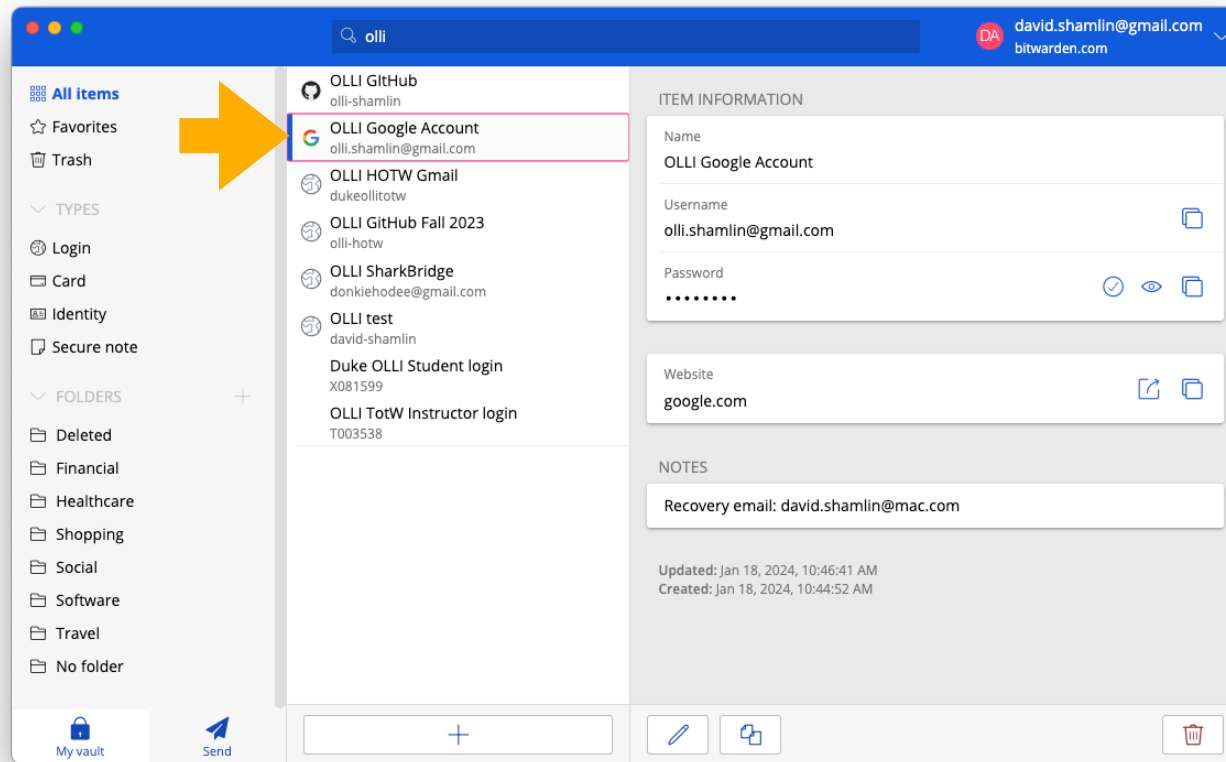 olli
DA
david.shamlin@gmail.com
bitwarden.com
All items
Favorites
Trash
TYPES
Login
Card
Identity
Secure note
FOLDERS
Deleted
Financial
Healthcare
Shopping
Social
Software
Travel
No folder
My vault
Send
OLLI GItHub
olli-shamlin
OLLI Google Account
olli.shamlin@gmail.com
OLLI HOTW Gmail
dukeollitotw
OLLI GitHub Fall 2023
olli-hotw
OLLI SharkBridge
donkiehodee@gmail.com
OLLI test
david-shamlin
Duke OLLI Student login
X081599
OLLI TotW Instructor login
T003538
ITEM INFORMATION
Name
OLLI Google Account
Username
olli.shamlin@gmail.com
Password
••••••••
Website
google.com
NOTES
Recovery email: david.shamlin@mac.com
Updated: Jan 18, 2024, 10:46:41 AM
Created: Jan 18, 2024, 10:44:52 AM